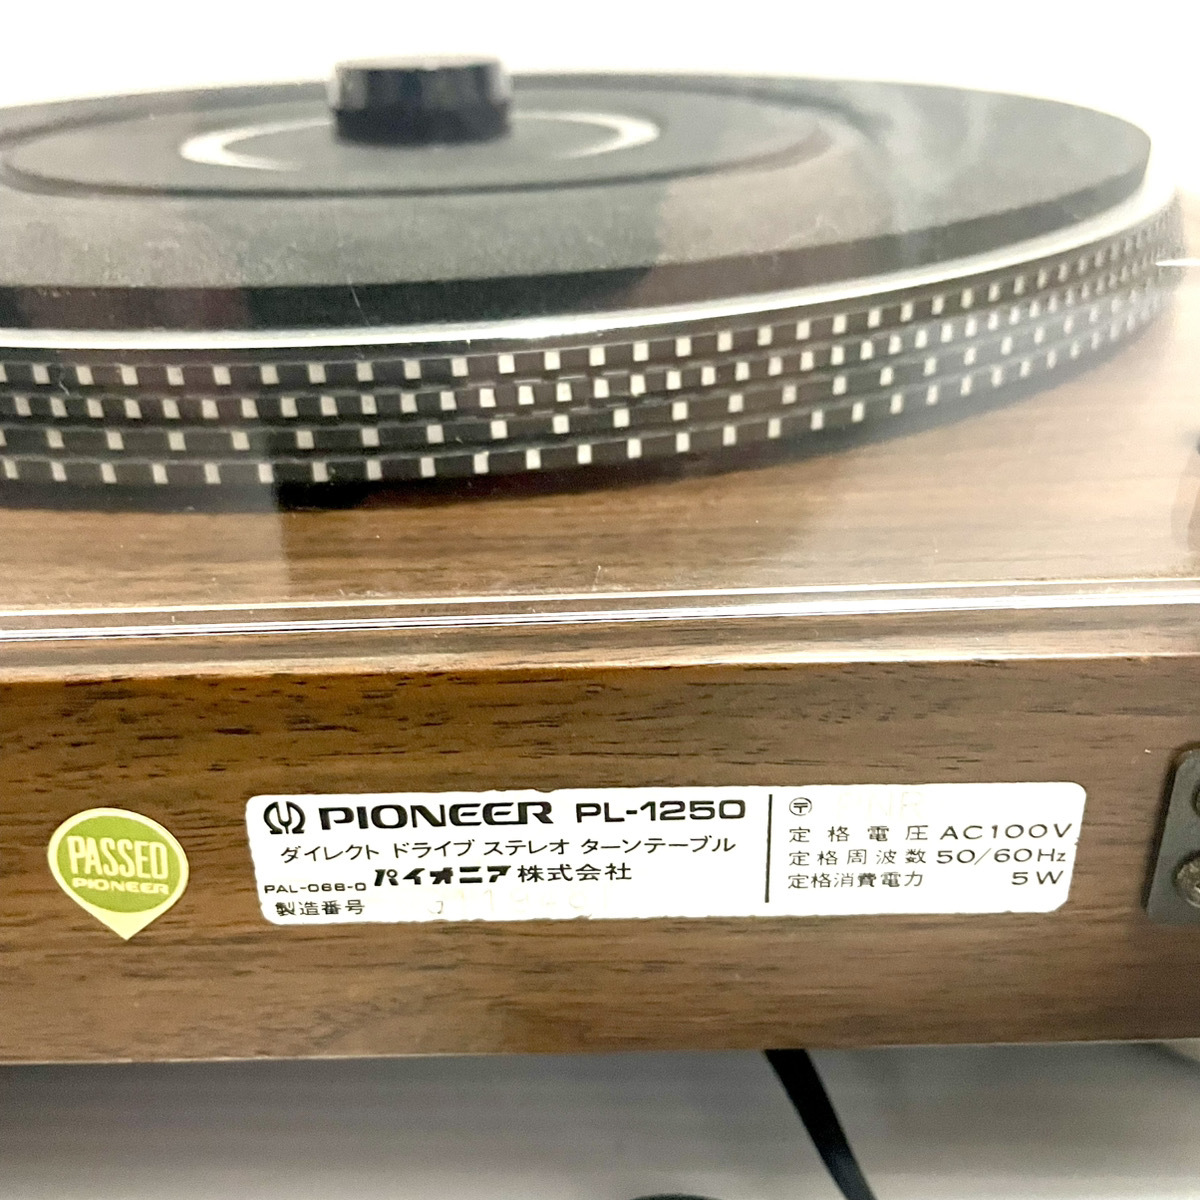 PASSED
PIONEER
PIONEER PL-1250
ダイレクト ドライブ ステレオ ターンテーブル
PAL-066-0 パイオニア株式会社
製造番号
〒
定格電圧 AC100V
定格周波数 50/60Hz
定格消費電力 5W